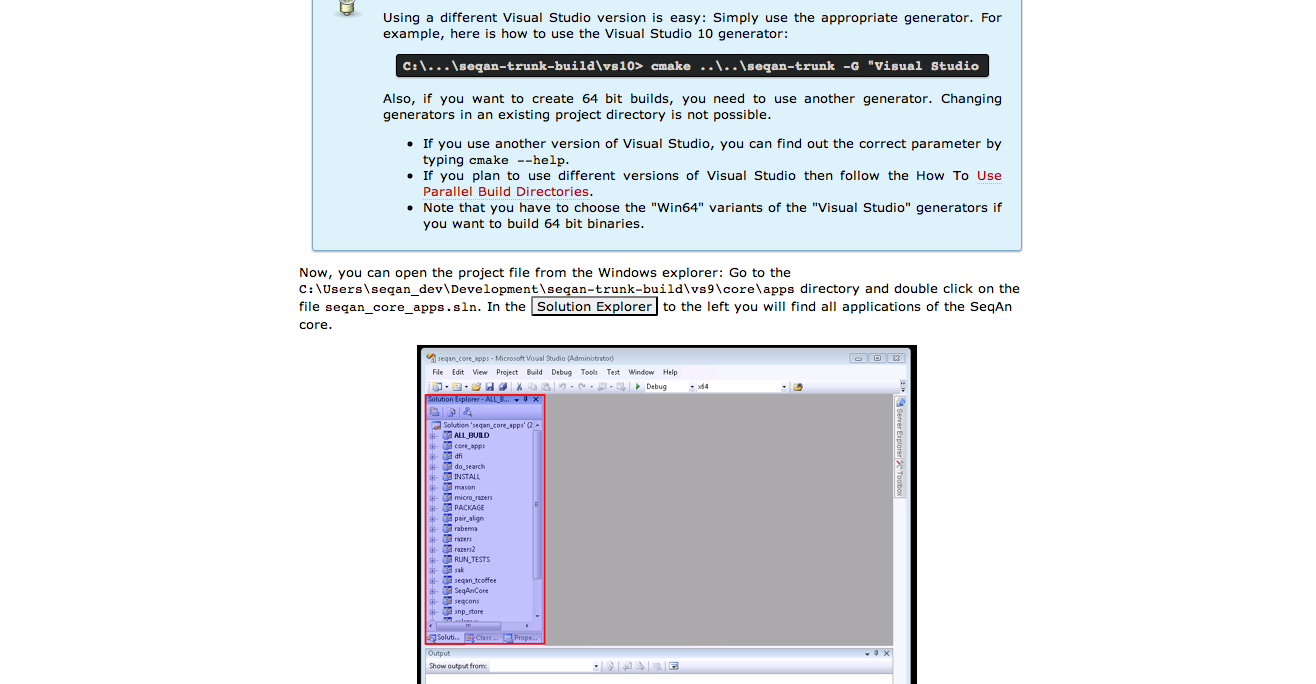 Using a different Visual Studio version is easy: Simply use the appropriate generator. For
example, here is how to use the Visual Studio 10 generator:
C:\...\seqan-trunk-build\vs10> cmake ..\..\seqan-trunk -G "Visual Studio
Also, if you want to create 64 bit builds, you need to use another generator. Changing
generators in an existing project directory is not possible.
• If you use another version of Visual Studio, you can find out the correct parameter by
typing cmake --help.
• If you plan to use different versions of Visual Studio then follow the How To Use
Parallel Build Directories.
• Note that you have to choose the "Win64" variants of the "Visual Studio" generators if
you want to build 64 bit binaries.
Now, you can open the project file from the Windows explorer: Go to the
C:\Users\seqan_dev\Development\seqan-trunk-build\vs9\core\apps directory and double click on the
file seqan_core_apps.sln. In the Solution Explorer to the left you will find all applications of the SeqAn
core.
seqan_core_apps - Microsoft Visual Studio (Administrator)
File Edit View Project Build Debug Tools Test Window Help
Debug x64
Solution Explorer - ALL_B...
Solution 'seqan_core_apps' (2
ALL_BUILD
core_apps
dfi
do_search
INSTALL
mason
micro_razers
PACKAGE
pair_align
rabema
razers
razers2
RUN_TESTS
sak
seqan_tcoffee
SeqAnCore
seqcons
snp_store
Soluti... Class ... Prope...
Server Explorer
Toolbox
Output
Show output from: